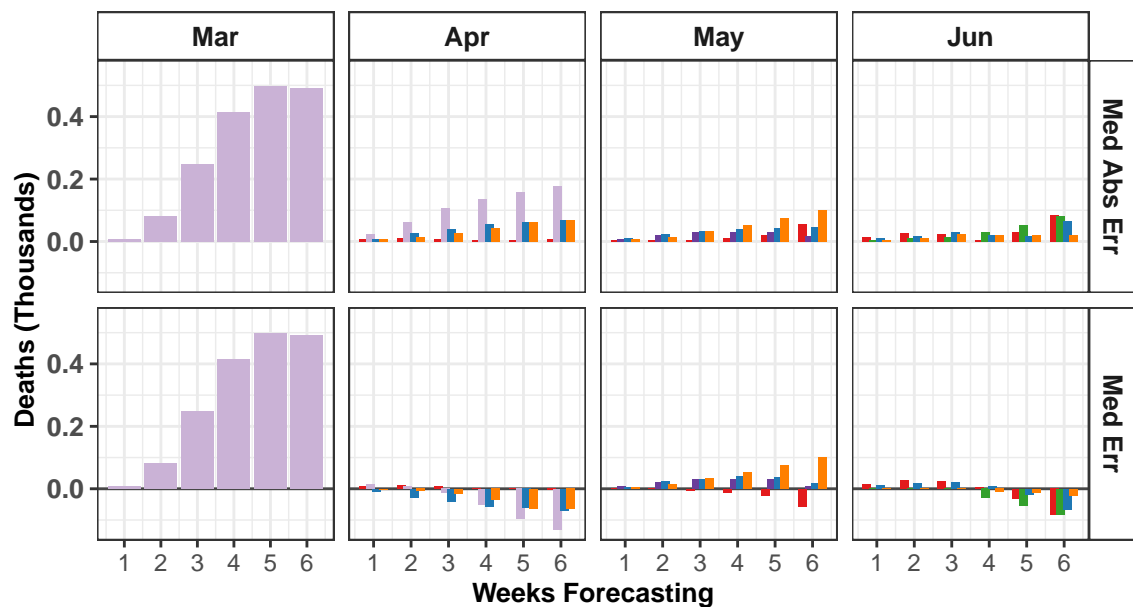 Mar Apr May Jun
Deaths (Thousands)
0.4
0.2
0.0
Med Abs Err
0.4
0.2
0.0
Med Err
1 2 3 4 5 6 1 2 3 4 5 6 1 2 3 4 5 6 1 2 3 4 5 6
Weeks Forecasting